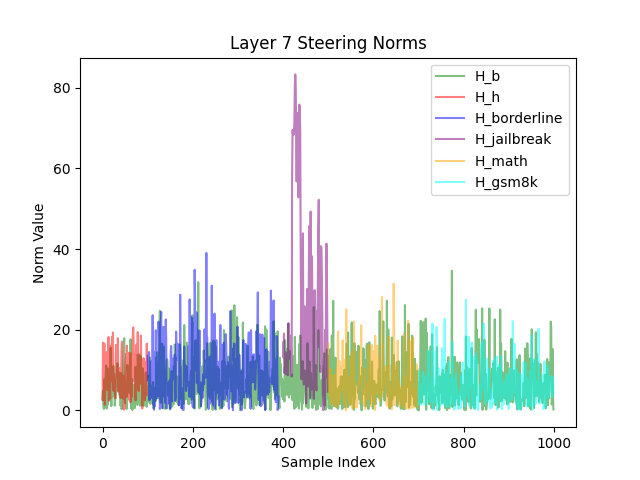 Layer 7 Steering Norms
Norm Value
80
60
40
20
0
H_b
H_h
H_borderline
H_jailbreak
H_math
H_gsm8k
0 200 400 600 800 1000
Sample Index